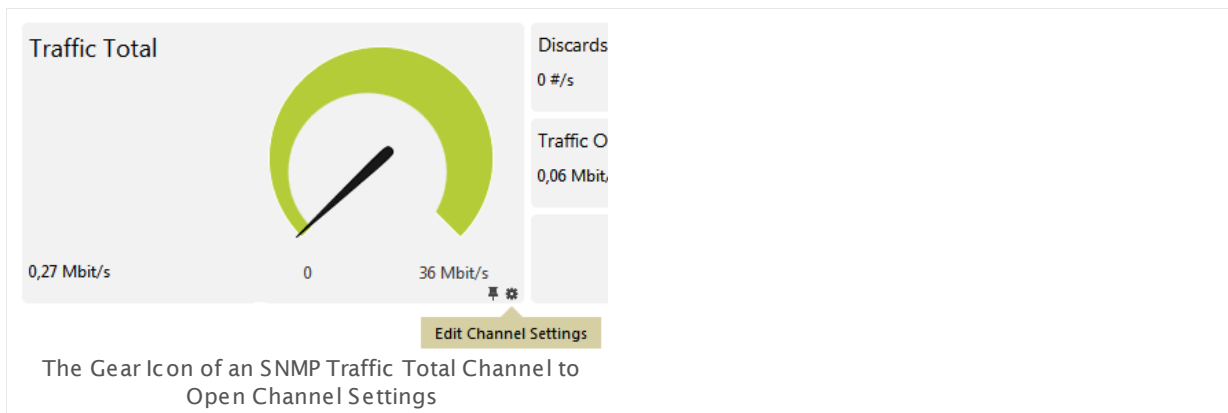 Traffic Total
0,27 Mbit/s
0
36 Mbit/s
Discards
0 #/s
Traffic O
0,06 Mbit/
Edit Channel Settings
The Gear Icon of an SNMP Traffic Total Channel to
Open Channel Settings